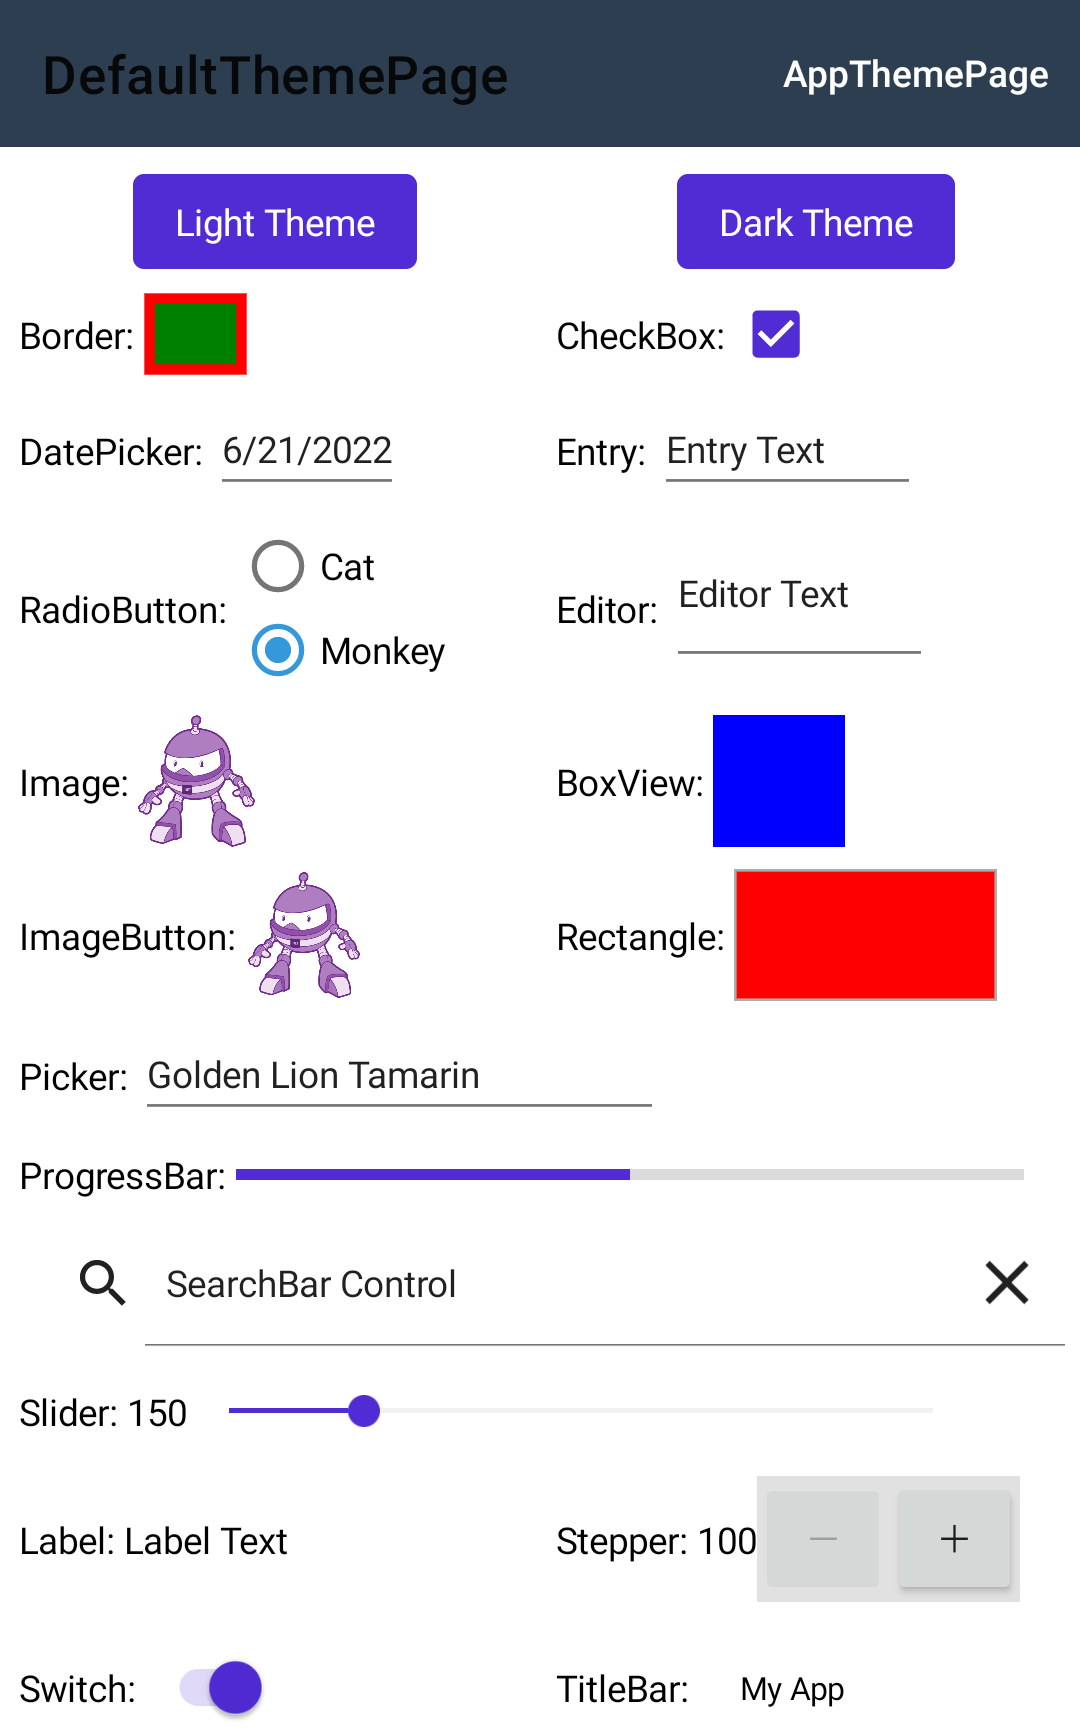 DefaultThemePage AppThemePage
Light Theme Dark Theme
Border: CheckBox:
DatePicker: 6/21/2022 Entry: Entry Text
Cat
RadioButton: Editor: Editor Text
Monkey
Image: BoxView:
ImageButton: Rectangle:
Picker: Golden Lion Tamarin
ProgressBar:
SearchBar Control
Slider: 150
Label: Label Text Stepper: 100 − +
Switch: TitleBar: My App